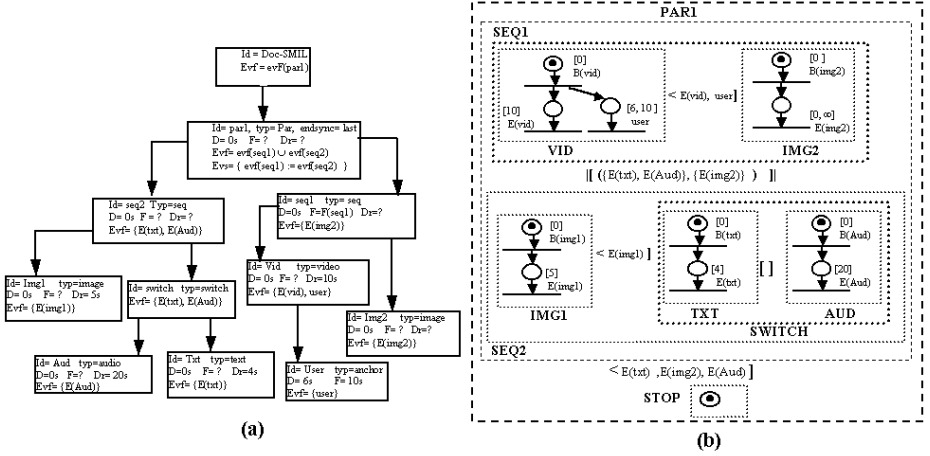 Id = Doc-SMIL
Evf = evF(par1)
Id= par1, typ= Par, endsync= last
D= 0s F= ? Dr= ?
Evf= evf(seq1) ∪ evf(seq2)
Evs= { evf(seq1) := evf(seq2) }
Id= seq2 Typ=seq
D= 0s F= ? Dr= ?
Evf= {E(txt), E(Aud)}
Id= seq1 typ= seq
D=0s F=F(seq1) Dr=?
Evf={E(img2)}
Id= Img1 typ=image
D= 0s F= ? Dr= 5s
Evf= {E(img1)}
Id= switch typ=switch
Evf= {E(txt), E(Aud)}
Id= Vid typ=video
D= 0s F= ? Dr=10s
Evf= {E(vid), user}
Id= Img2 typ=image
D= 0s F= ? Dr=?
Evf= {E(img2)}
Id= Aud typ=audio
D=0s F= ? Dr= 20s
Evf= {E(Aud)}
Id= Txt typ=text
D=0s F= ? Dr=4s
Evf= {E(txt)}
Id= User typ=anchor
D= 6s F= 10s
Evf= {user}
(a)
PAR1
SEQ1
[0]
B(vid)
[10]
E(vid)
[6, 10]
user
VID
< E(vid), user]
[0 ]
B(img2)
[0, ∞]
E(img2)
IMG2
|[ ({E(txt), E(Aud)}, {E(img2)} ) ]|
[0]
B(img1)
[5]
E(img1)
IMG1
< E(img1) ]
[0]
B(txt)
[4]
E(txt)
TXT
[ ]
[0]
B(Aud)
[20]
E(Aud)
AUD
SWITCH
SEQ2
< E(txt) ,E(img2), E(Aud) ]
STOP
(b)